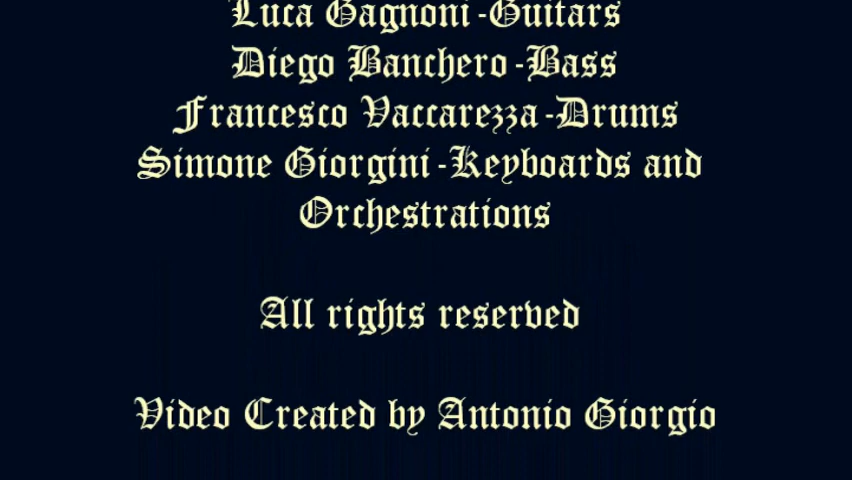 Luca Gagnoni-Guitars
Diego Banchero-Bass
Francesco Vaccarezza-Drums
Simone Giorgini-Keyboards and
Orchestrations
All rights reserved
Video Created by Antonio Giorgio